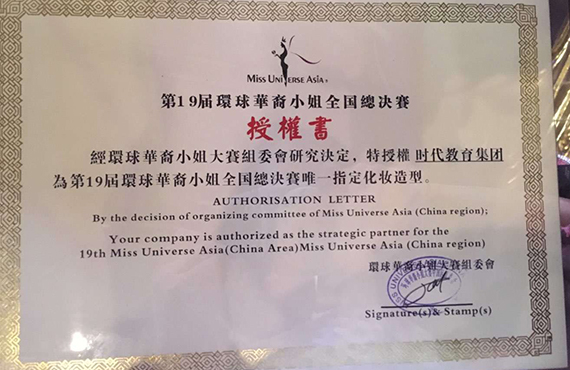 MISS UNIVERSE ASIA
第19届環球華裔小姐全国總决賽
授權書
經環球華裔小姐大賽組委會研究決定，特授權 时代教育集团
為第19届環球華裔小姐全国總决賽唯一指定化妆造型。
AUTHORISATION LETTER
By the decision of organizing committee of Miss Universe Asia (China region);
Your company is authorized as the strategic partner for the
19th Miss Universe Asia(China Area)Miss Universe Asia (China region)
環球華裔小姐大賽組委會
Signature(s)& Stamp(s)